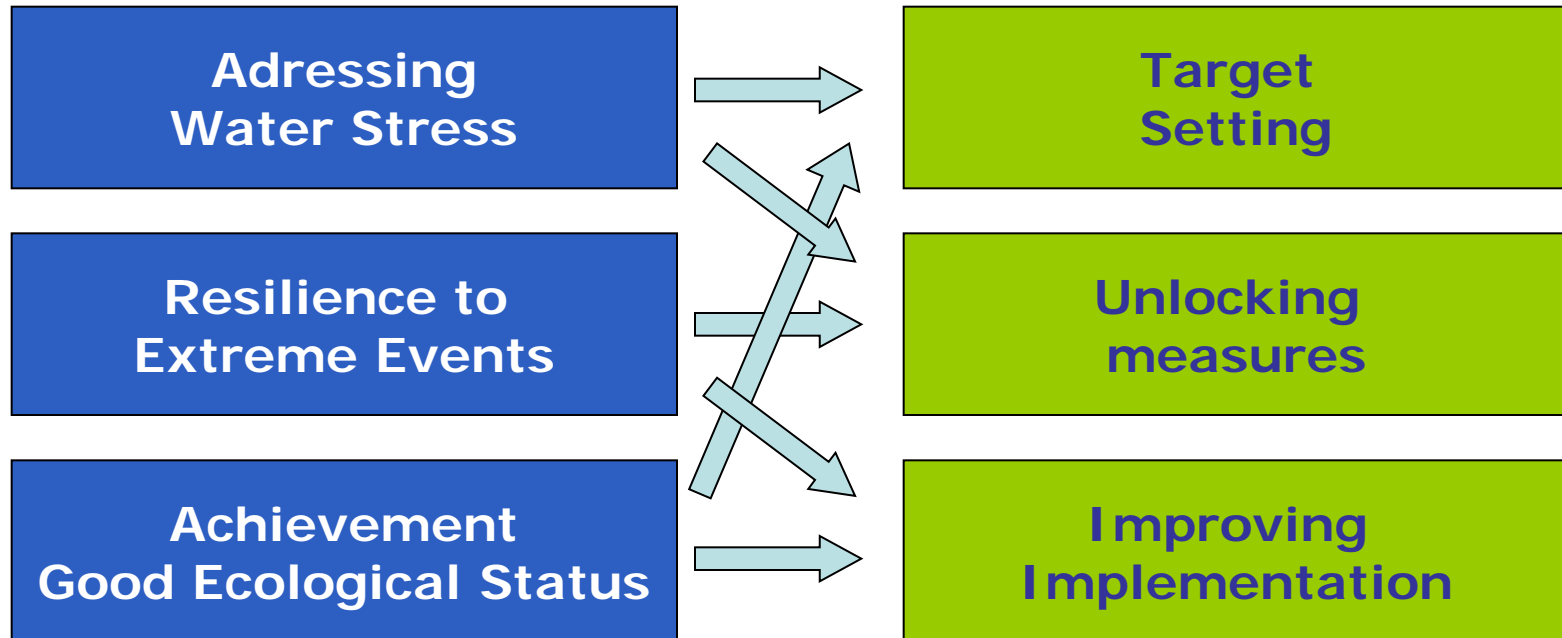 Adressing
Water Stress
Target
Setting
Resilience to
Extreme Events
Unlocking
measures
Achievement
Good Ecological Status
Improving
Implementation